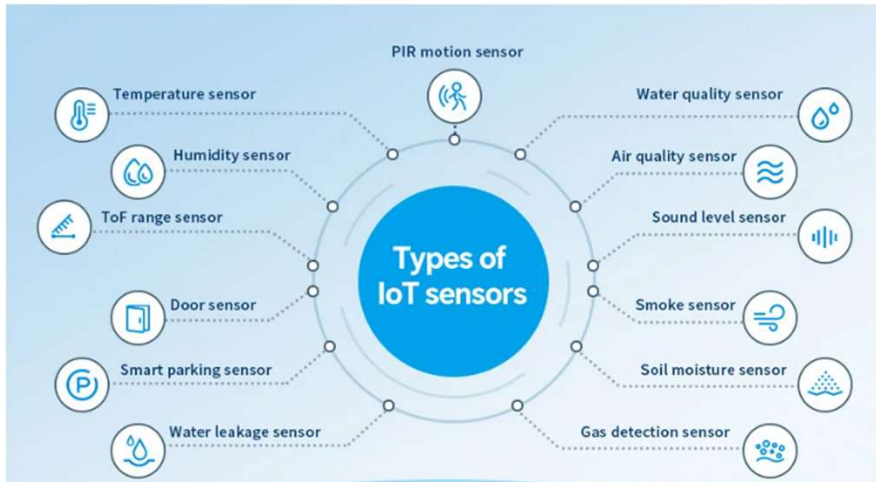 PIR motion sensor
Temperature sensor
Water quality sensor
Humidity sensor
Air quality sensor
ToF range sensor
Sound level sensor
Types of
IoT sensors
Door sensor
Smoke sensor
Smart parking sensor
Soil moisture sensor
P
Water leakage sensor
Gas detection sensor